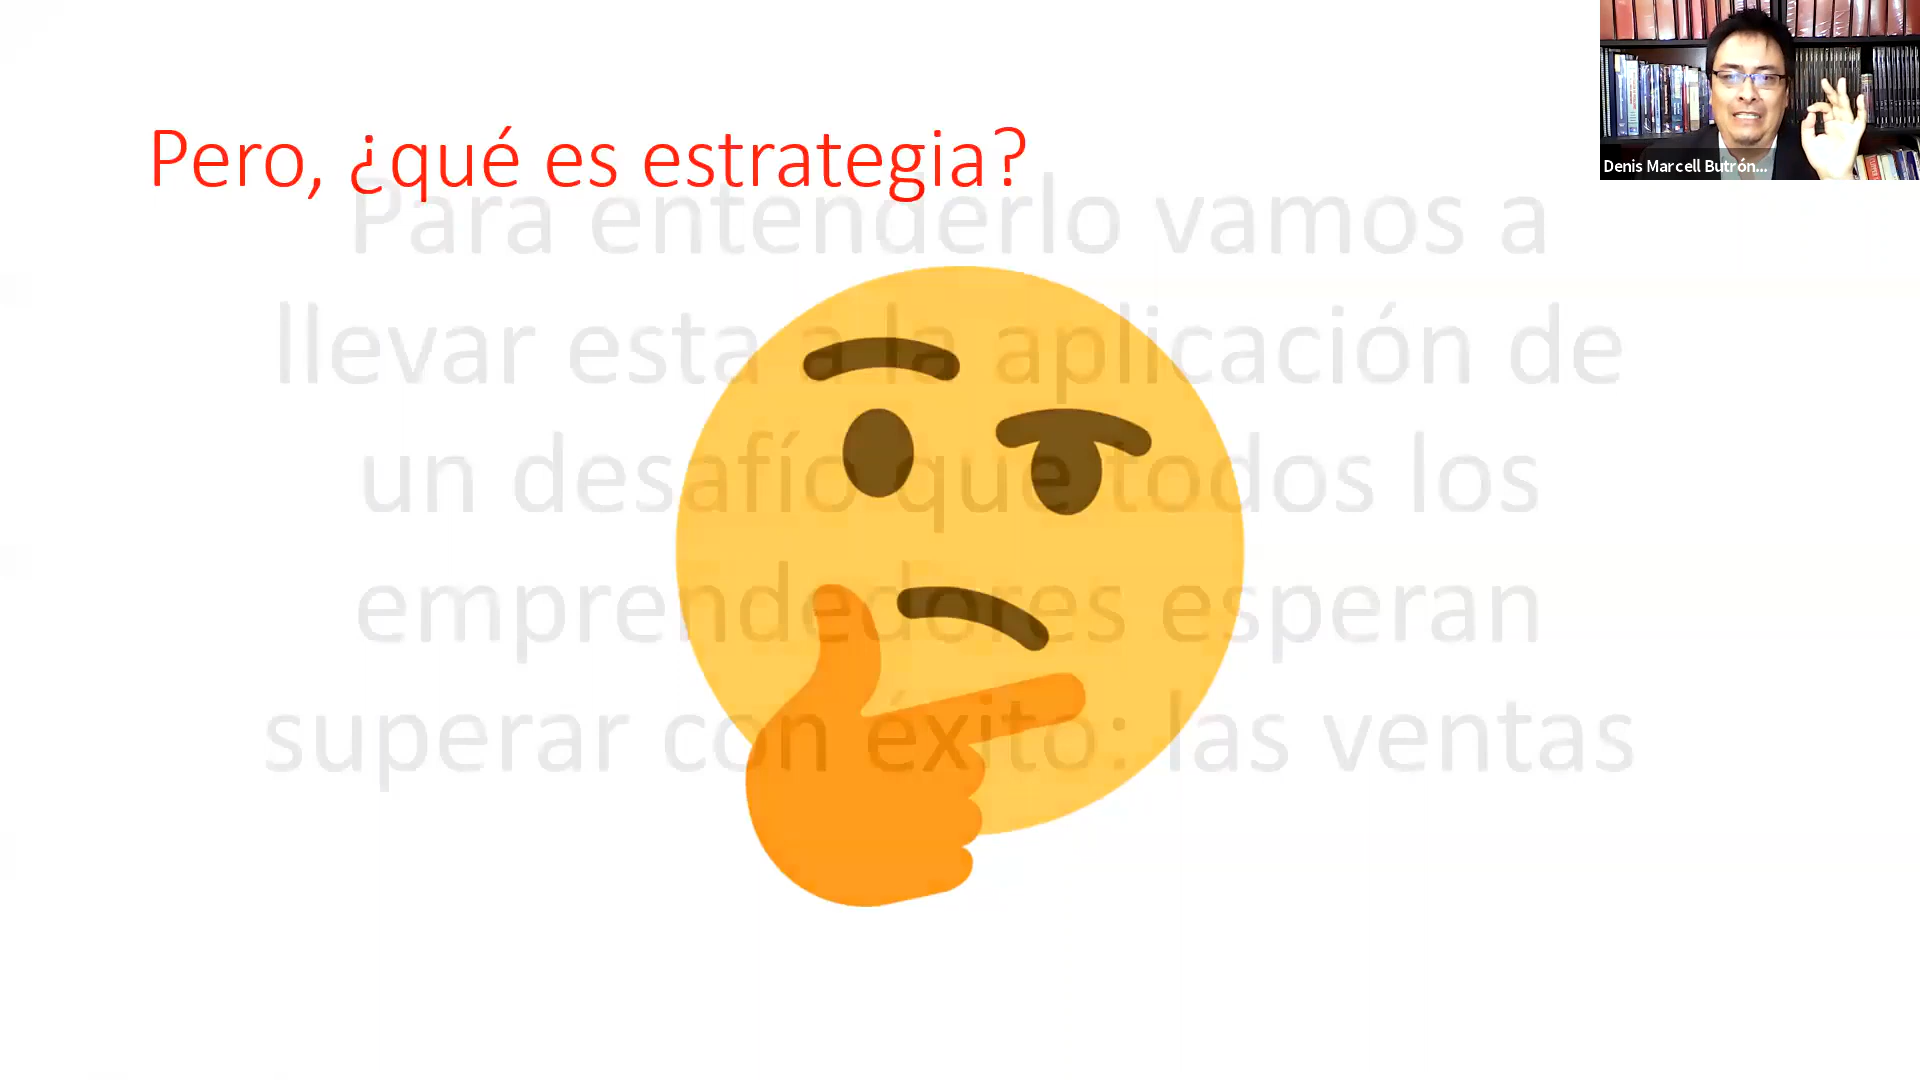 Pero, ¿qué es estrategia?
Para entenderlo vamos a
llevar esta a la aplicación de
un desafío que todos los
emprendedores esperan
superar con éxito: las ventas
Denis Marcell Butrón...